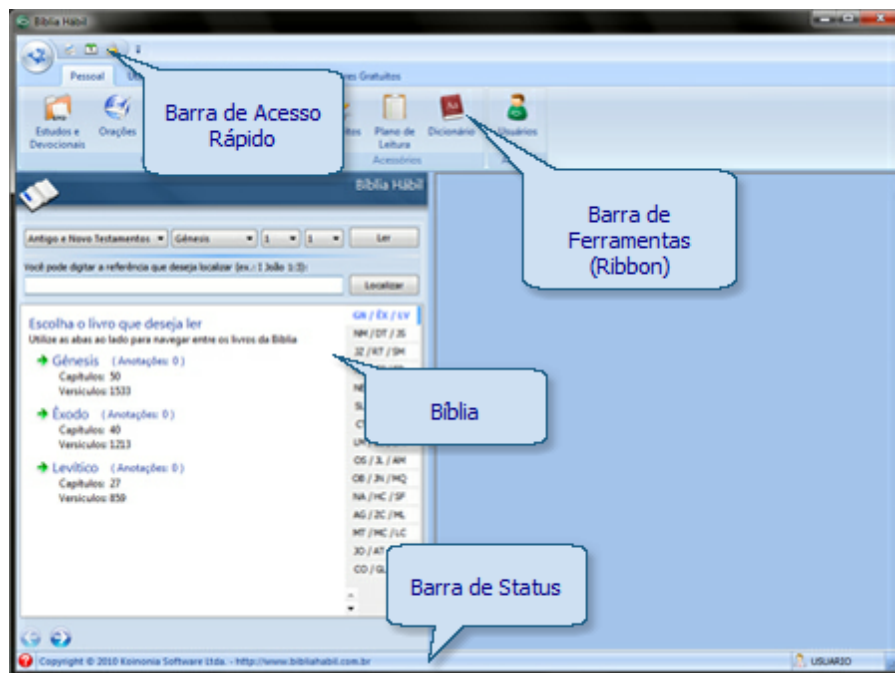 Bíblia Hábil
Pessoal
Gratuitos
Barra de Acesso
Rápido
Estudos e
Devocionais
Orações
Plano de
Leitura
Dicionário
Usuários
Acessórios
Barra de
Ferramentas
(Ribbon)
Bíblia Hábil
Antigo e Novo Testamentos Gênesis 1 1 Ler
Você pode digitar a referência que deseja localizar (ex.: I João 1:3):
Localizar
Escolha o livro que deseja ler
Utilize as abas ao lado para navegar entre os livros da Bíblia
Gênesis (Anotações: 0)
Capítulos: 50
Versículos: 1533
Êxodo (Anotações: 0)
Capítulos: 40
Versículos: 1213
Levítico (Anotações: 0)
Capítulos: 27
Versículos: 859
GN / ÊX / LV
NM / DT / JS
JZ / RT / SM
OS / JL / AM
OB / JN / MQ
NA / HC / SF
AG / ZC / ML
MT / MC / LC
Bíblia
Barra de Status
Copyright © 2010 Koinonia Software Ltda. - http://www.bibliahabil.com.br
USUARIO